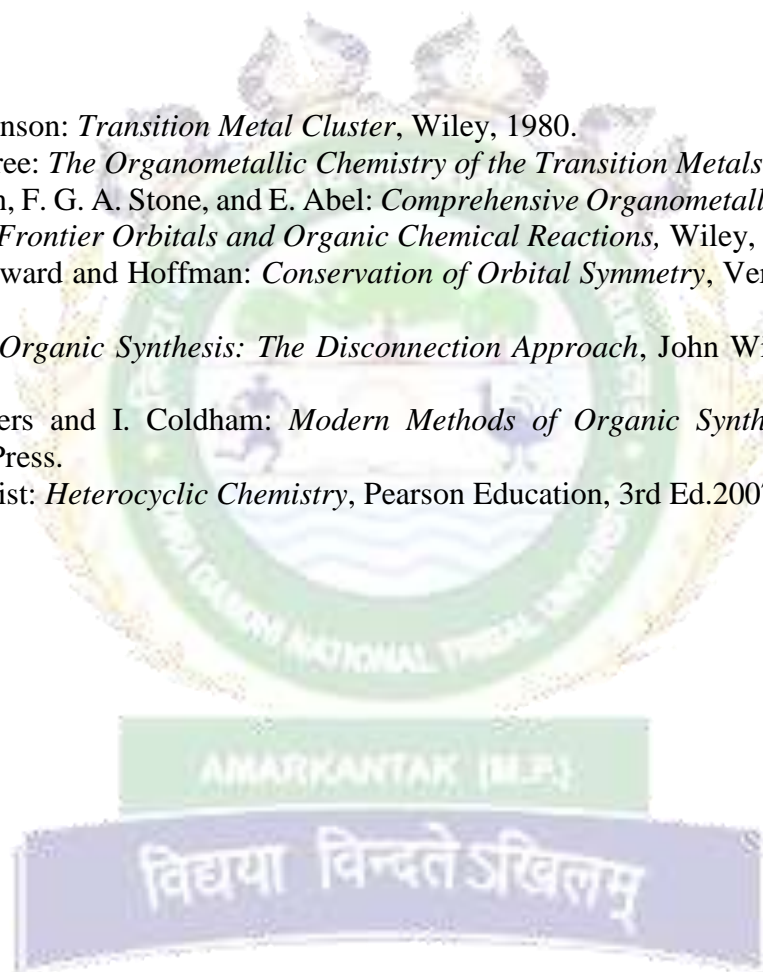 nson: Transition Metal Cluster, Wiley, 1980.
ree: The Organometallic Chemistry of the Transition Metals
n, F. G. A. Stone, and E. Abel: Comprehensive Organometall
Frontier Orbitals and Organic Chemical Reactions, Wiley,
ward and Hoffman: Conservation of Orbital Symmetry, Ver
Organic Synthesis: The Disconnection Approach, John Wi
ers and I. Coldham: Modern Methods of Organic Synth
Press.
ist: Heterocyclic Chemistry, Pearson Education, 3rd Ed.2007
GANDHI NATIONAL TRIBAL
AMARKANTAK (M.P.)
विद्यया विन्दतेऽखिलम्